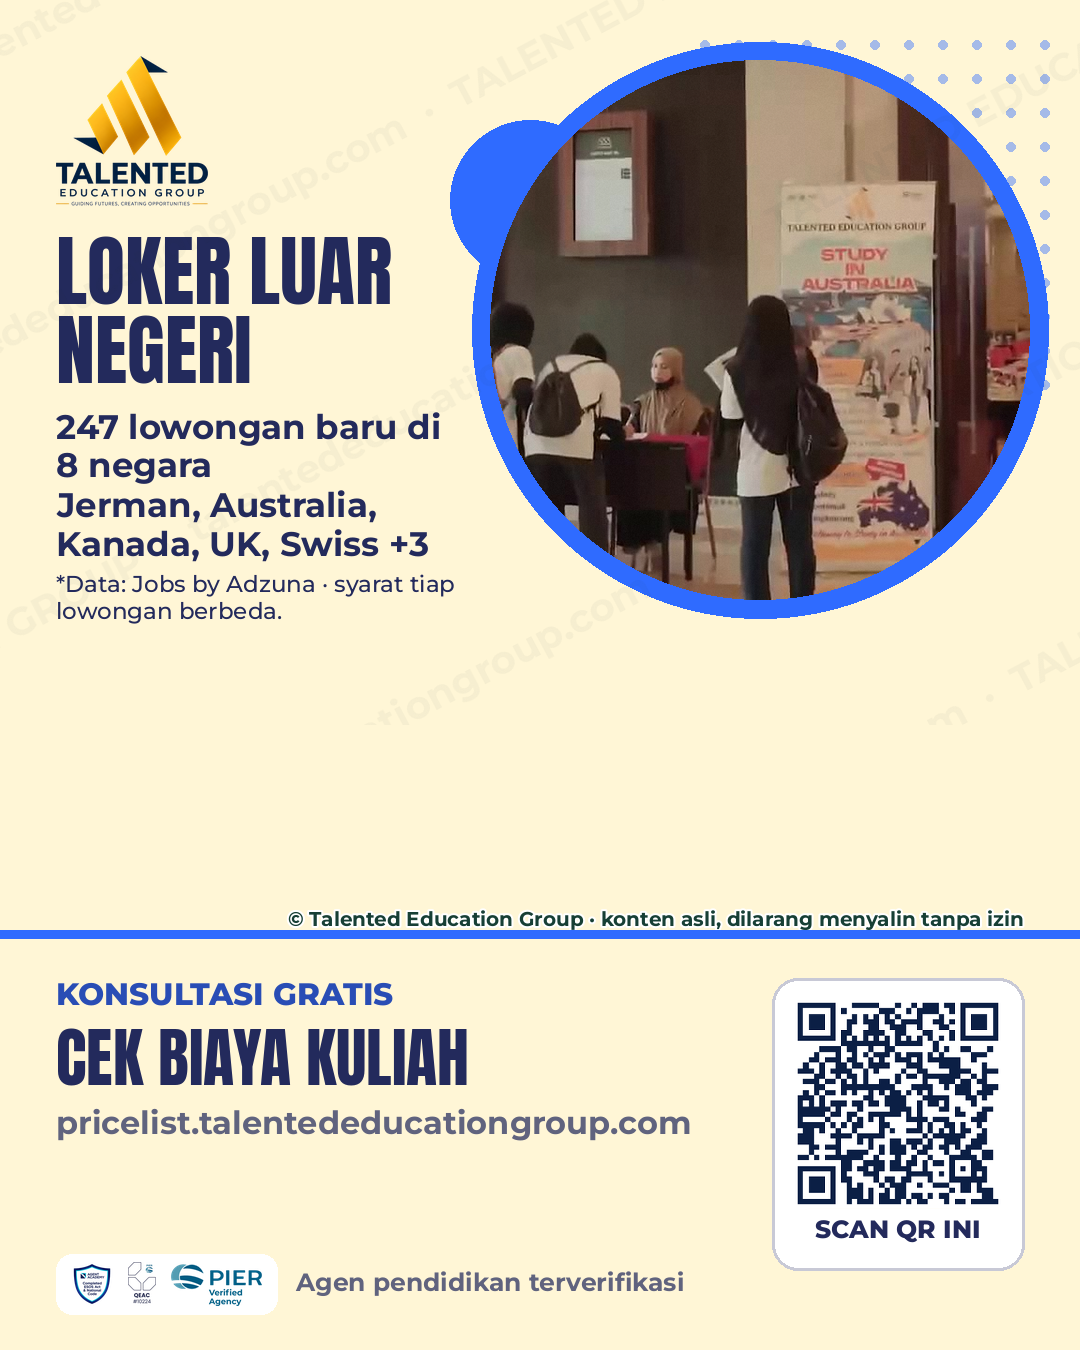 TALENTED
EDUCATION GROUP
GUIDING FUTURES, CREATING OPPORTUNITIES
LOKER LUAR
NEGERI
247 lowongan baru di
8 negara
Jerman, Australia,
Kanada, UK, Swiss +3
*Data: Jobs by Adzuna · syarat tiap
lowongan berbeda.
TALENTED EDUCATION GROUP
STUDY
IN
AUSTRALIA
© Talented Education Group · konten asli, dilarang menyalin tanpa izin
KONSULTASI GRATIS
CEK BIAYA KULIAH
pricelist.talentededucationgroup.com
SCAN QR INI
QEAC
#10224
PIER
Verified
Agency
Agen pendidikan terverifikasi